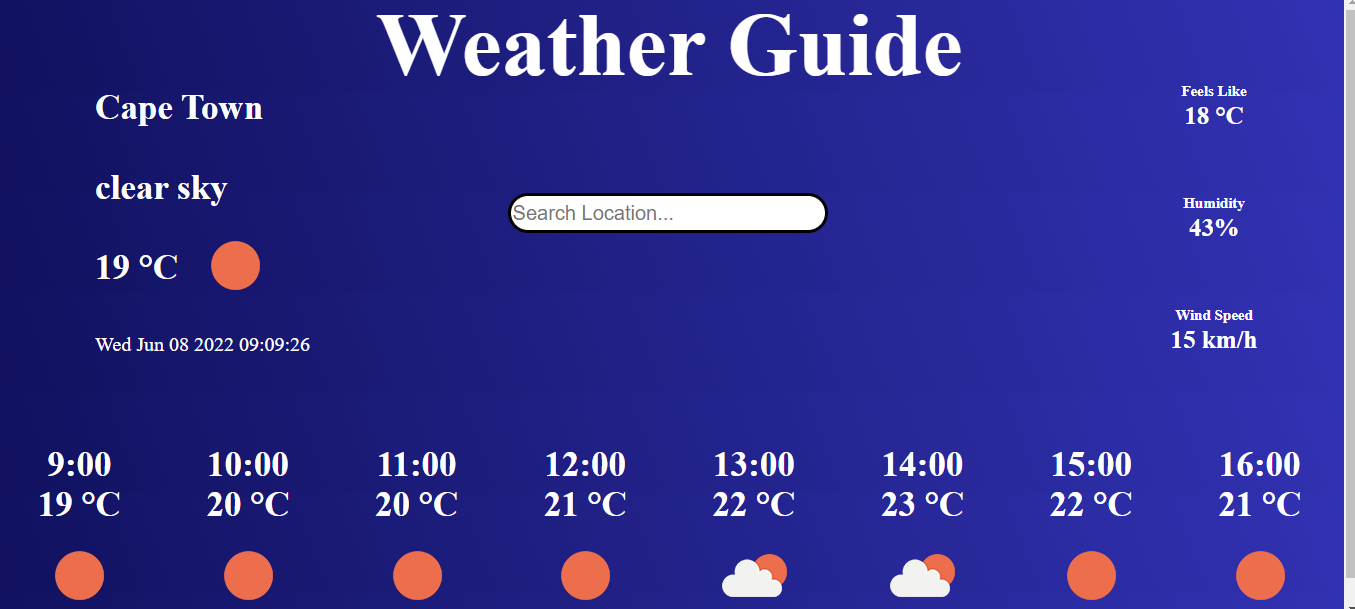 Weather Guide
Cape Town
clear sky
19 °C
Wed Jun 08 2022 09:09:26
Search Location...
Feels Like
18 °C
Humidity
43%
Wind Speed
15 km/h
9:00 10:00 11:00 12:00 13:00 14:00 15:00 16:00
19 °C 20 °C 20 °C 21 °C 22 °C 23 °C 22 °C 21 °C